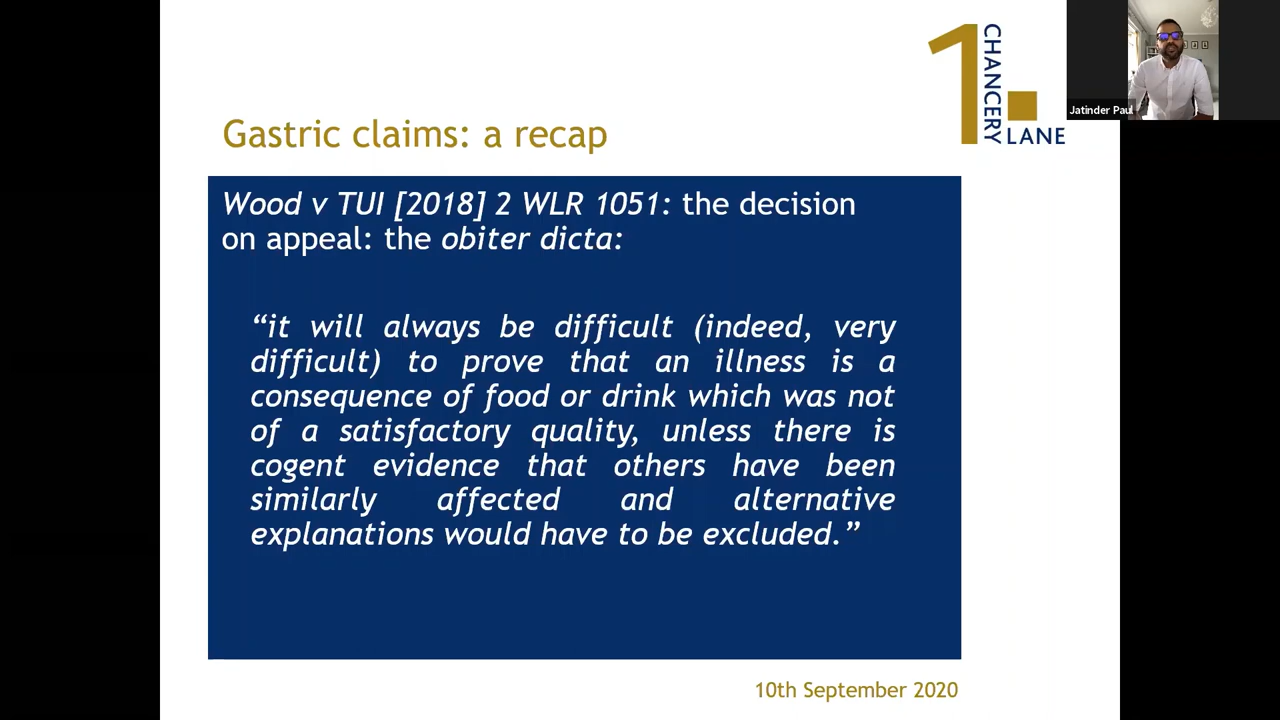 1 CHANCERY LANE
Jatinder Paul
Gastric claims: a recap
Wood v TUI [2018] 2 WLR 1051: the decision
on appeal: the obiter dicta:
“it will always be difficult (indeed, very
difficult) to prove that an illness is a
consequence of food or drink which was not
of a satisfactory quality, unless there is
cogent evidence that others have been
similarly affected and alternative
explanations would have to be excluded.”
10th September 2020